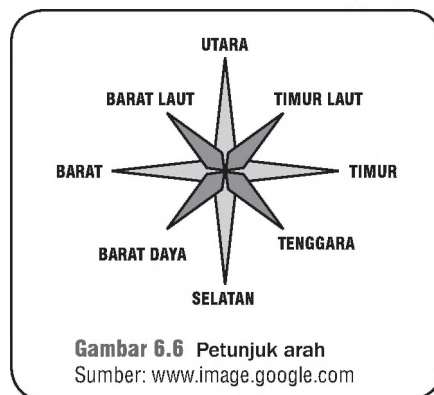 UTARA
BARAT LAUT
TIMUR LAUT
BARAT
TIMUR
BARAT DAYA
TENGGARA
SELATAN
Gambar 6.6 Petunjuk arah
Sumber: www.image.google.com